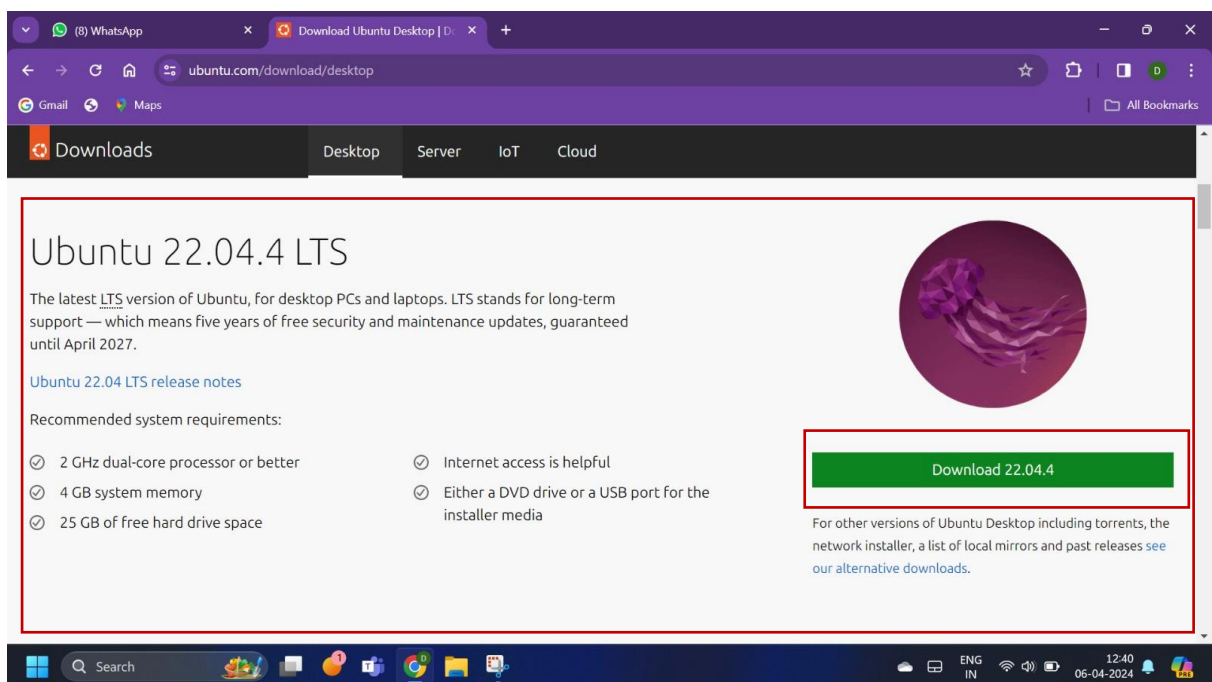 (8) WhatsApp
Download Ubuntu Desktop | Do
ubuntu.com/download/desktop
D
Gmail
Maps
All Bookmarks
Downloads
Desktop
Server
IoT
Cloud
Ubuntu 22.04.4 LTS
The latest LTS version of Ubuntu, for desktop PCs and laptops. LTS stands for long-term
support — which means five years of free security and maintenance updates, guaranteed
until April 2027.
Ubuntu 22.04 LTS release notes
Recommended system requirements:
2 GHz dual-core processor or better
4 GB system memory
25 GB of free hard drive space
Internet access is helpful
Either a DVD drive or a USB port for the
installer media
Download 22.04.4
For other versions of Ubuntu Desktop including torrents, the
network installer, a list of local mirrors and past releases see
our alternative downloads.
Search
1
ENG
IN
12:40
06-04-2024
PRE